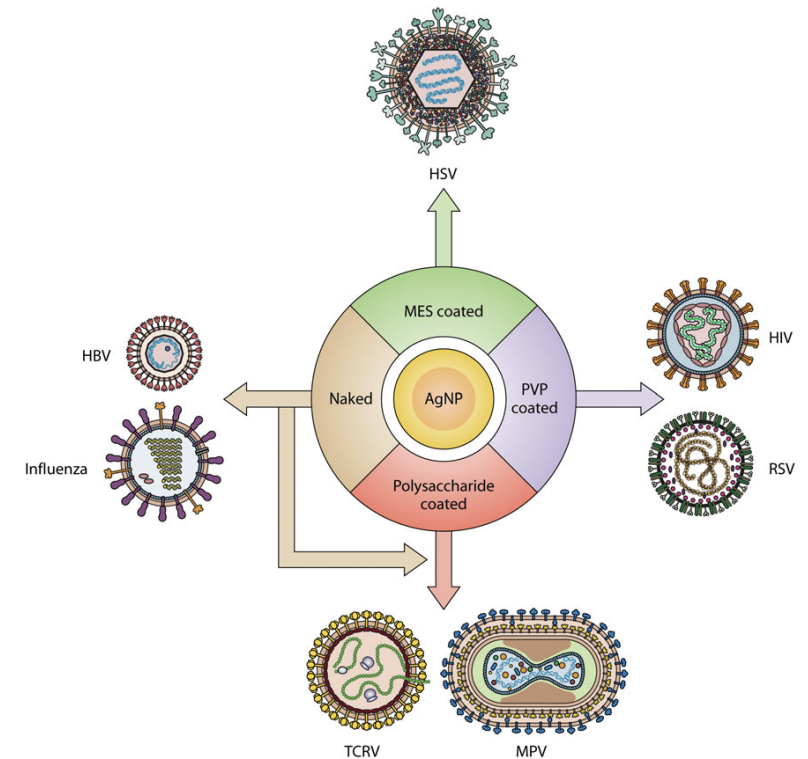 HSV
MES coated
HIV
HBV
Naked
AgNP
PVP
coated
Influenza
RSV
Polysaccharide
coated
TCRV
MPV